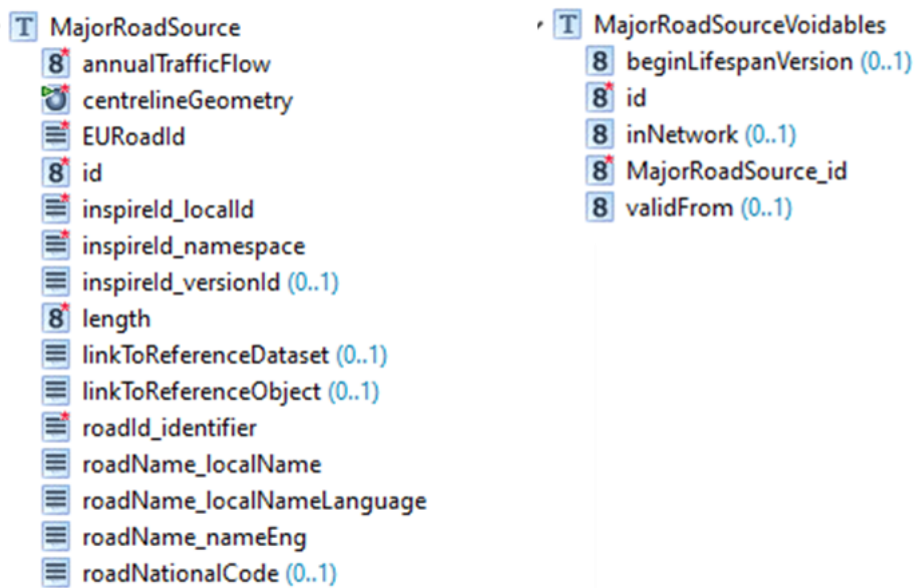 MajorRoadSource
annualTrafficFlow
centrelineGeometry
EURoadId
id
inspireId_localId
inspireId_namespace
inspireId_versionId (0..1)
length
linkToReferenceDataset (0..1)
linkToReferenceObject (0..1)
roadId_identifier
roadName_localName
roadName_localNameLanguage
roadName_nameEng
roadNationalCode (0..1)
MajorRoadSourceVoidables
beginLifespanVersion (0..1)
id
inNetwork (0..1)
MajorRoadSource_id
validFrom (0..1)